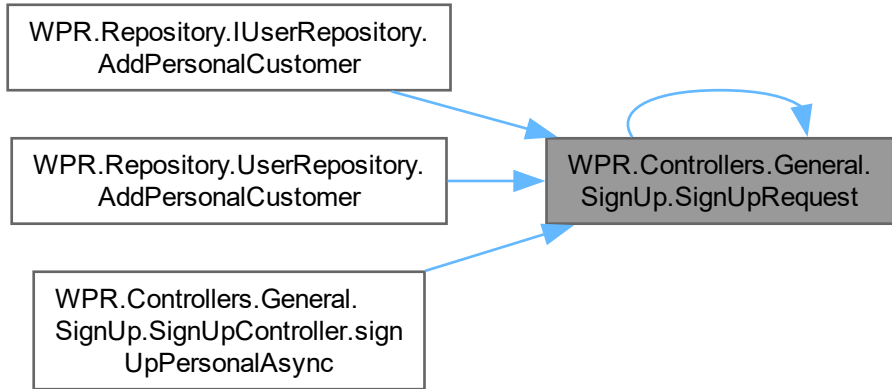 WPR.Repository.IUserRepository.
AddPersonalCustomer
WPR.Repository.UserRepository.
AddPersonalCustomer
WPR.Controllers.General.
SignUp.SignUpController.sign
UpPersonalAsync
WPR.Controllers.General.
SignUp.SignUpRequest